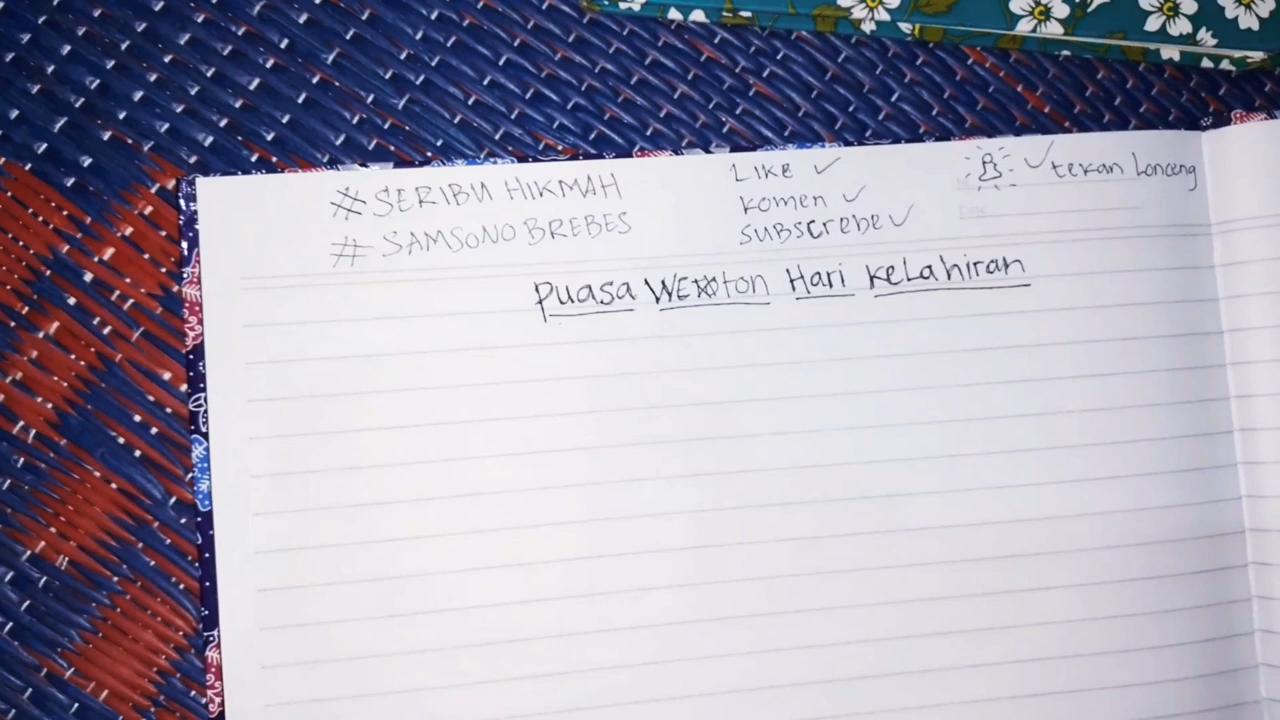 #SERIBU HIKMAH
# SAMSONO BREBES
LIKE ✓
komen ✓
subscrebe ✓
✓ tekan Lonceng
puasa WEton Hari keLahiran